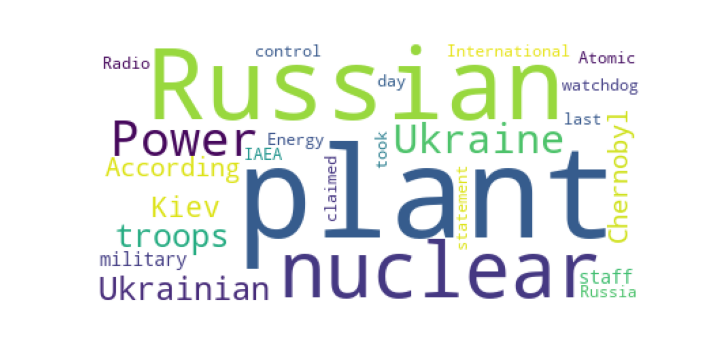 control
International
Radio
Russian
Atomic
day
watchdog
last
Power
Energy
took
Ukraine
Chernobyl
According
IAEA
plant
claimed
statement
Kiev
troops
nuclear
military
staff
Ukrainian
Russia